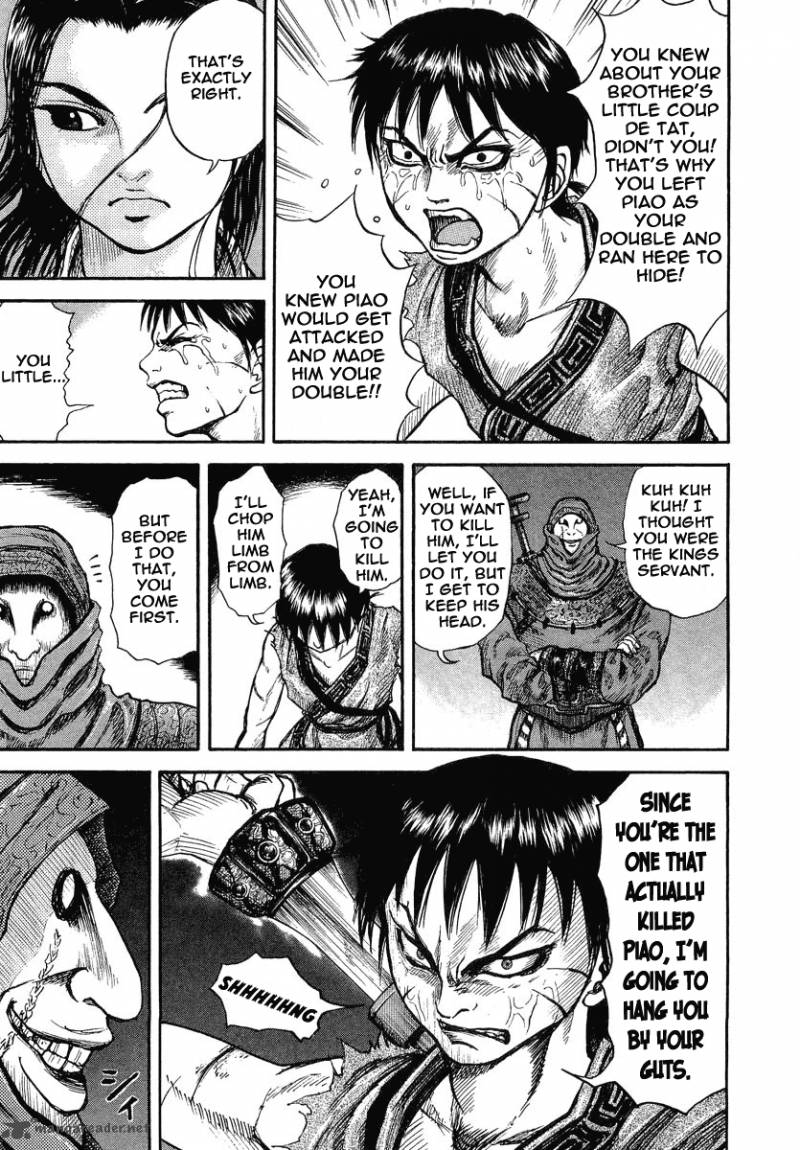 YOU KNEW
ABOUT YOUR
BROTHER'S
LITTLE COUP
DE TAT,
DIDN'T YOU!
THAT'S WHY
YOU LEFT
PIAO AS
YOUR
DOUBLE AND
RAN HERE TO
HIDE!
YOU
KNEW PIAO
WOULD GET
ATTACKED
AND MADE
HIM YOUR
DOUBLE!!
THAT'S
EXACTLY
RIGHT.
YOU
LITTLE...
KUH KUH
KUH! I
THOUGHT
YOU WERE
THE KINGS
SERVANT.
WELL, IF
YOU WANT
TO KILL
HIM, I'LL
LET YOU
DO IT, BUT
I GET TO
KEEP HIS
HEAD.
YEAH,
I'M
GOING
TO
KILL
HIM.
I'LL
CHOP
HIM
LIMB
FROM
LIMB.
BUT
BEFORE
I DO
THAT,
YOU
COME
FIRST.
SINCE
YOU'RE THE
ONE THAT
ACTUALLY
KILLED
PIAO, I'M
GOING TO
HANG YOU
BY YOUR
GUTS.
SHHHHHNG
シイ
mangareader.net